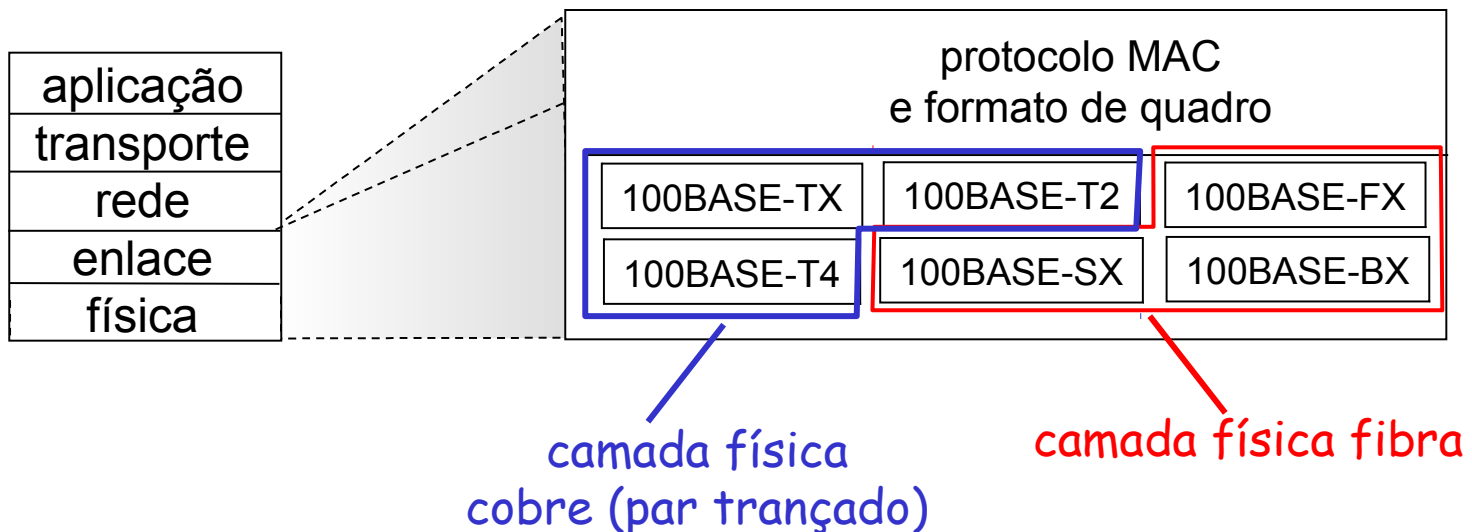 aplicação
transporte
rede
enlace
física
protocolo MAC
e formato de quadro
100BASE-TX
100BASE-T2
100BASE-FX
100BASE-T4
100BASE-SX
100BASE-BX
camada física
cobre (par trançado)
camada física fibra